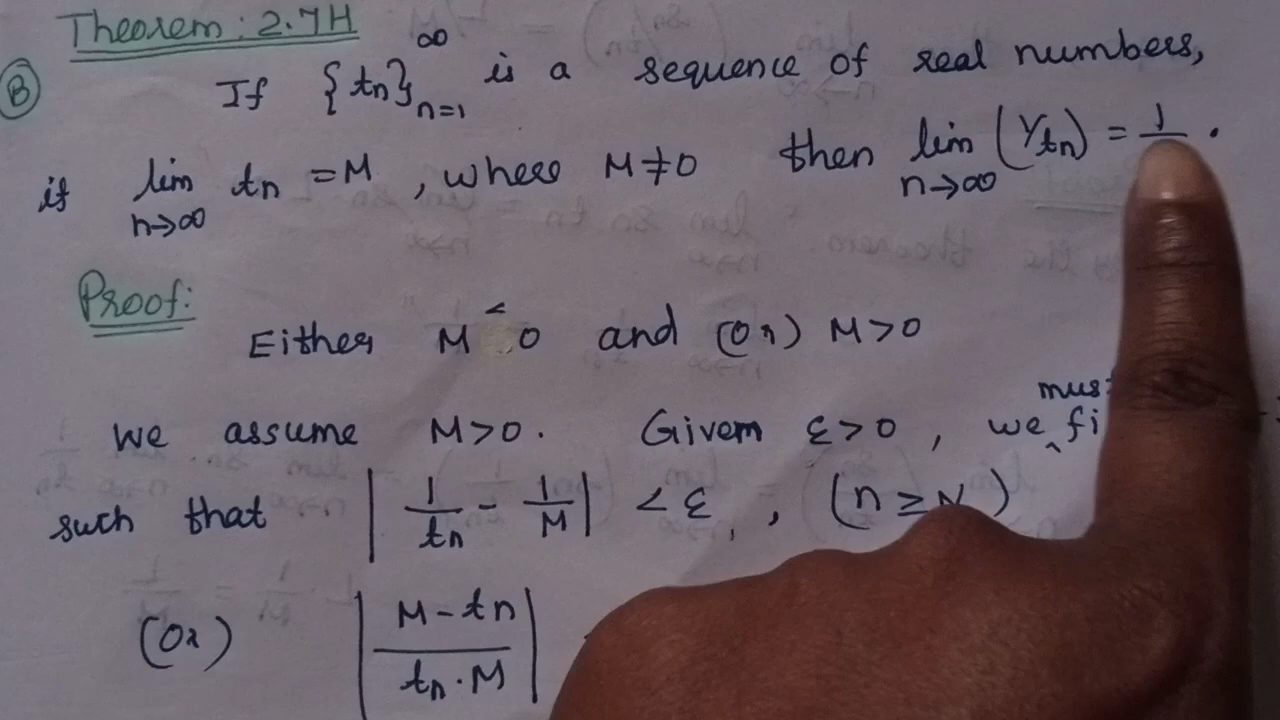 Theorem: 2.7H
(B) If {tn}∞n=1 is a sequence of real numbers,
if lim n→∞ tn = M, where M≠0 then lim n→∞ (1/tn) = 1/ .
Proof:
Either M < 0 and (or) M > 0
We assume M > 0. Given ε > 0, we must
such that | 1/tn - 1/M | < ε, (n ≥ N)
(or) | M - tn / tn . M |